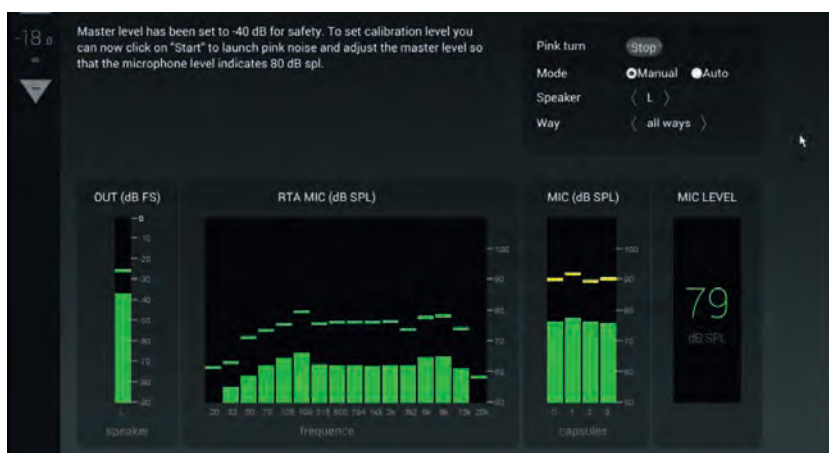 -18.0
Master level has been set to -40 dB for safety. To set calibration level you
can now click on "Start" to launch pink noise and adjust the master level so
that the microphone level indicates 80 dB spl.
Pink turn Stop
Mode Manual Auto
Speaker 〈 L 〉
Way 〈 all ways 〉
OUT (dB FS)
-0
-10
-20
-30
-40
L
speaker
RTA MIC (dB SPL)
-100
-90
-80
-70
-60
-50
frequence
MIC (dB SPL)
-100
-90
-80
-70
-60
-50
0 1 2 3
capsules
MIC LEVEL
79
dB SPL